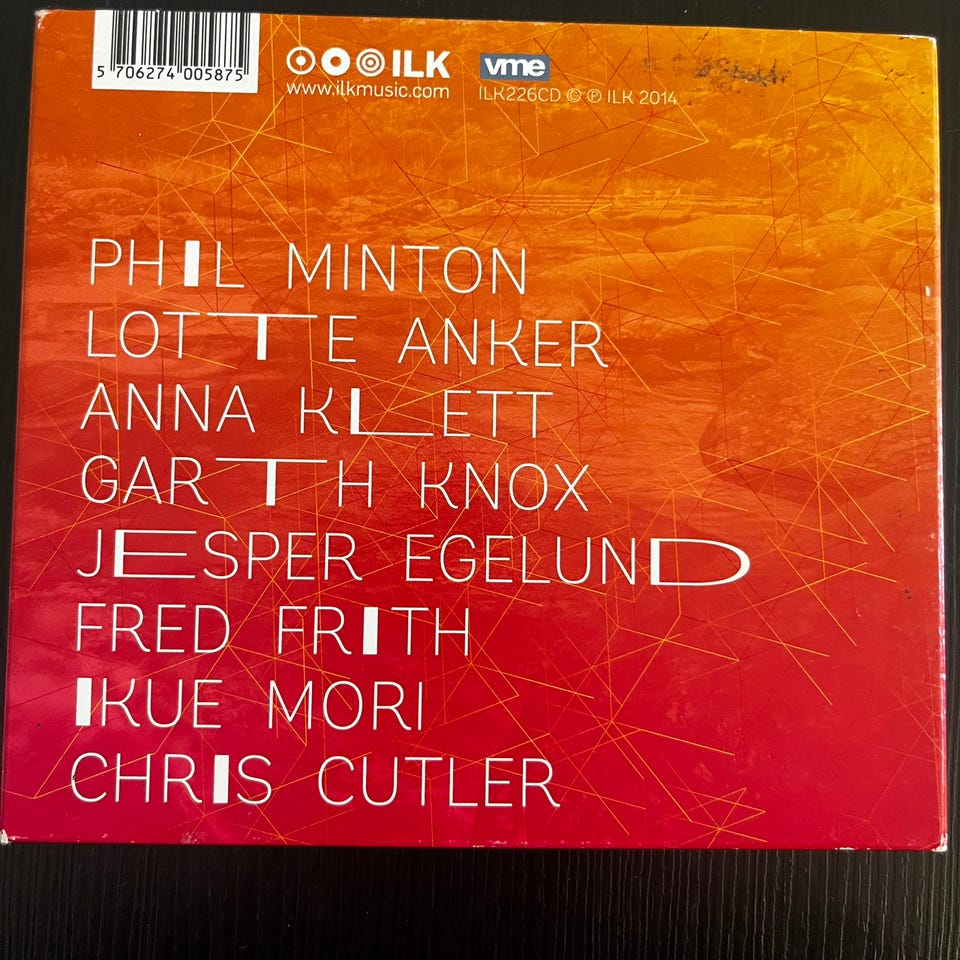 5 706274 005875
ILK
www.ilkmusic.com
vme
ILK226CD © ℗ ILK 2014
PHIL MINTON
LOTTE ANKER
ANNA KLETT
GARTH KNOX
JESPER EGELUND
FRED FRITH
IKUE MORI
CHRIS CUTLER